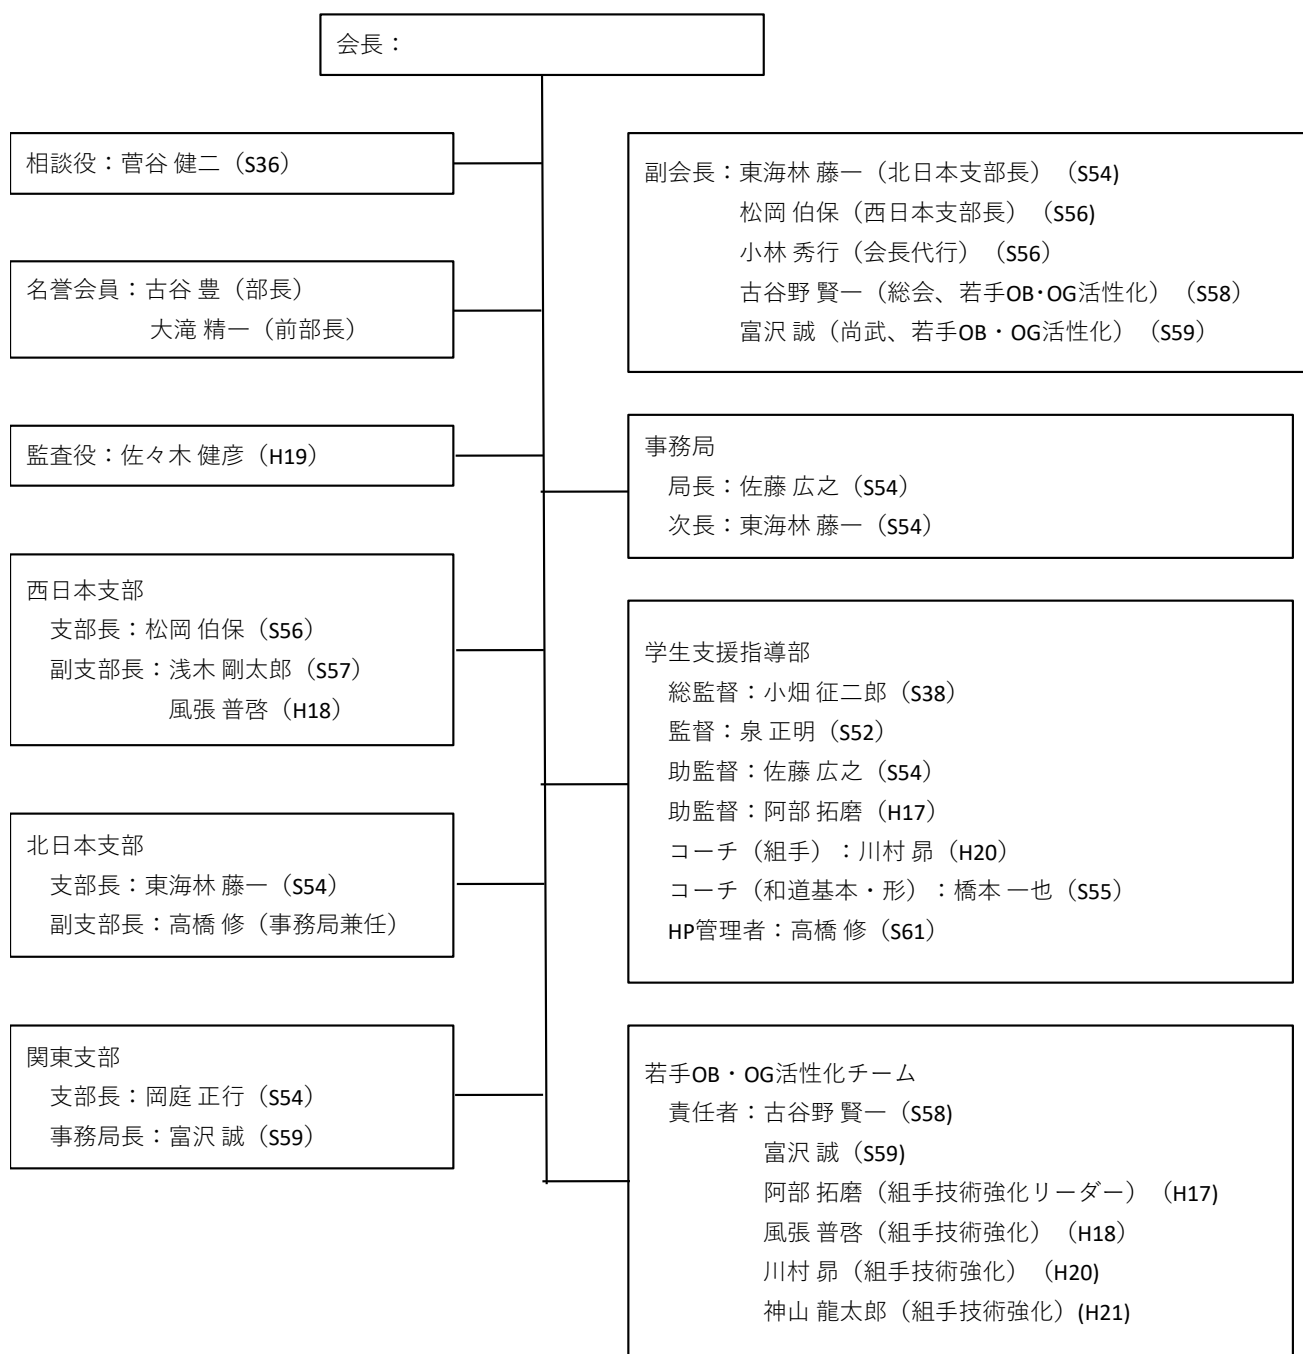 会長：
相談役：菅谷 健二（S36）
名誉会員：古谷 豊（部長）
大滝 精一（前部長）
監査役：佐々木 健彦（H19）
西日本支部
支部長：松岡 伯保（S56）
副支部長：浅木 剛太郎（S57）
風張 普啓（H18）
北日本支部
支部長：東海林 藤一（S54）
副支部長：高橋 修（事務局兼任）
関東支部
支部長：岡庭 正行（S54）
事務局長：富沢 誠（S59）
副会長：東海林 藤一（北日本支部長）（S54)
松岡 伯保（西日本支部長）（S56)
小林 秀行（会長代行）（S56）
古谷野 賢一（総会、若手OB･OG活性化）（S58）
富沢 誠（尚武、若手OB・OG活性化）（S59）
事務局
局長：佐藤 広之（S54）
次長：東海林 藤一（S54）
学生支援指導部
総監督：小畑 征二郎（S38）
監督：泉 正明（S52）
助監督：佐藤 広之（S54）
助監督：阿部 拓磨（H17）
コーチ（組手）：川村 昴（H20）
コーチ（和道基本・形）：橋本 一也（S55）
HP管理者：高橋 修（S61）
若手OB・OG活性化チーム
責任者：古谷野 賢一（S58)
富沢 誠（S59)
阿部 拓磨（組手技術強化リーダー）（H17)
風張 普啓（組手技術強化）（H18）
川村 昴（組手技術強化）（H20)
神山 龍太郎（組手技術強化）(H21)